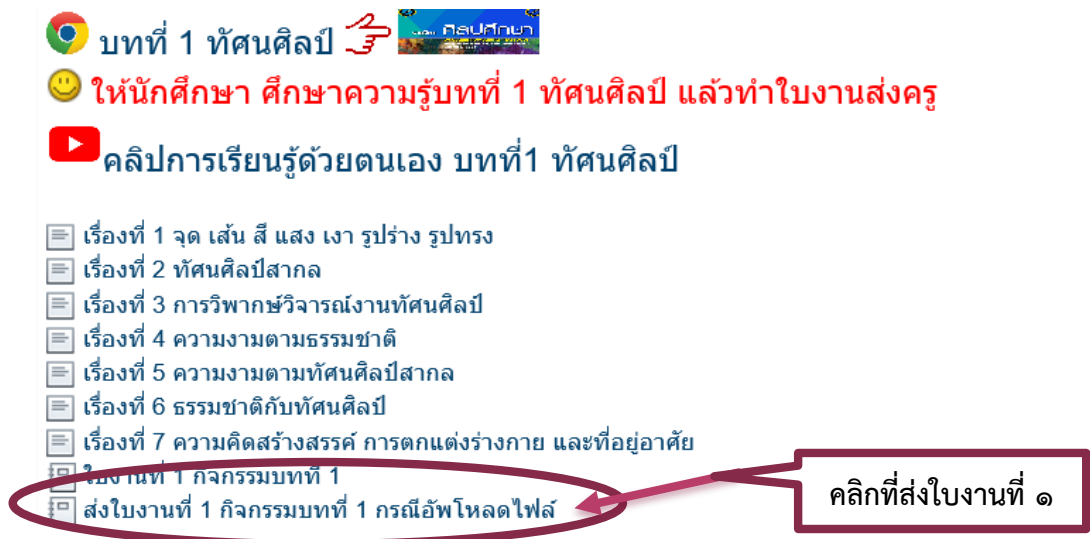 บทที่ 1 ทัศนศิลป์ ศิลปศึกษา
ให้นักศึกษา ศึกษาความรู้บทที่ 1 ทัศนศิลป์ แล้วทำใบงานส่งครู
คลิปการเรียนรู้ด้วยตนเอง บทที่1 ทัศนศิลป์
เรื่องที่ 1 จุด เส้น สี แสง เงา รูปร่าง รูปทรง
เรื่องที่ 2 ทัศนศิลป์สากล
เรื่องที่ 3 การวิพากษ์วิจารณ์งานทัศนศิลป์
เรื่องที่ 4 ความงามตามธรรมชาติ
เรื่องที่ 5 ความงามตามทัศนศิลป์สากล
เรื่องที่ 6 ธรรมชาติกับทัศนศิลป์
เรื่องที่ 7 ความคิดสร้างสรรค์ การตกแต่งร่างกาย และที่อยู่อาศัย
ใบงานที่ 1 กิจกรรมบทที่ 1
ส่งใบงานที่ 1 กิจกรรมบทที่ 1 กรณีอัพโหลดไฟล์
คลิกที่ส่งใบงานที่ ๑